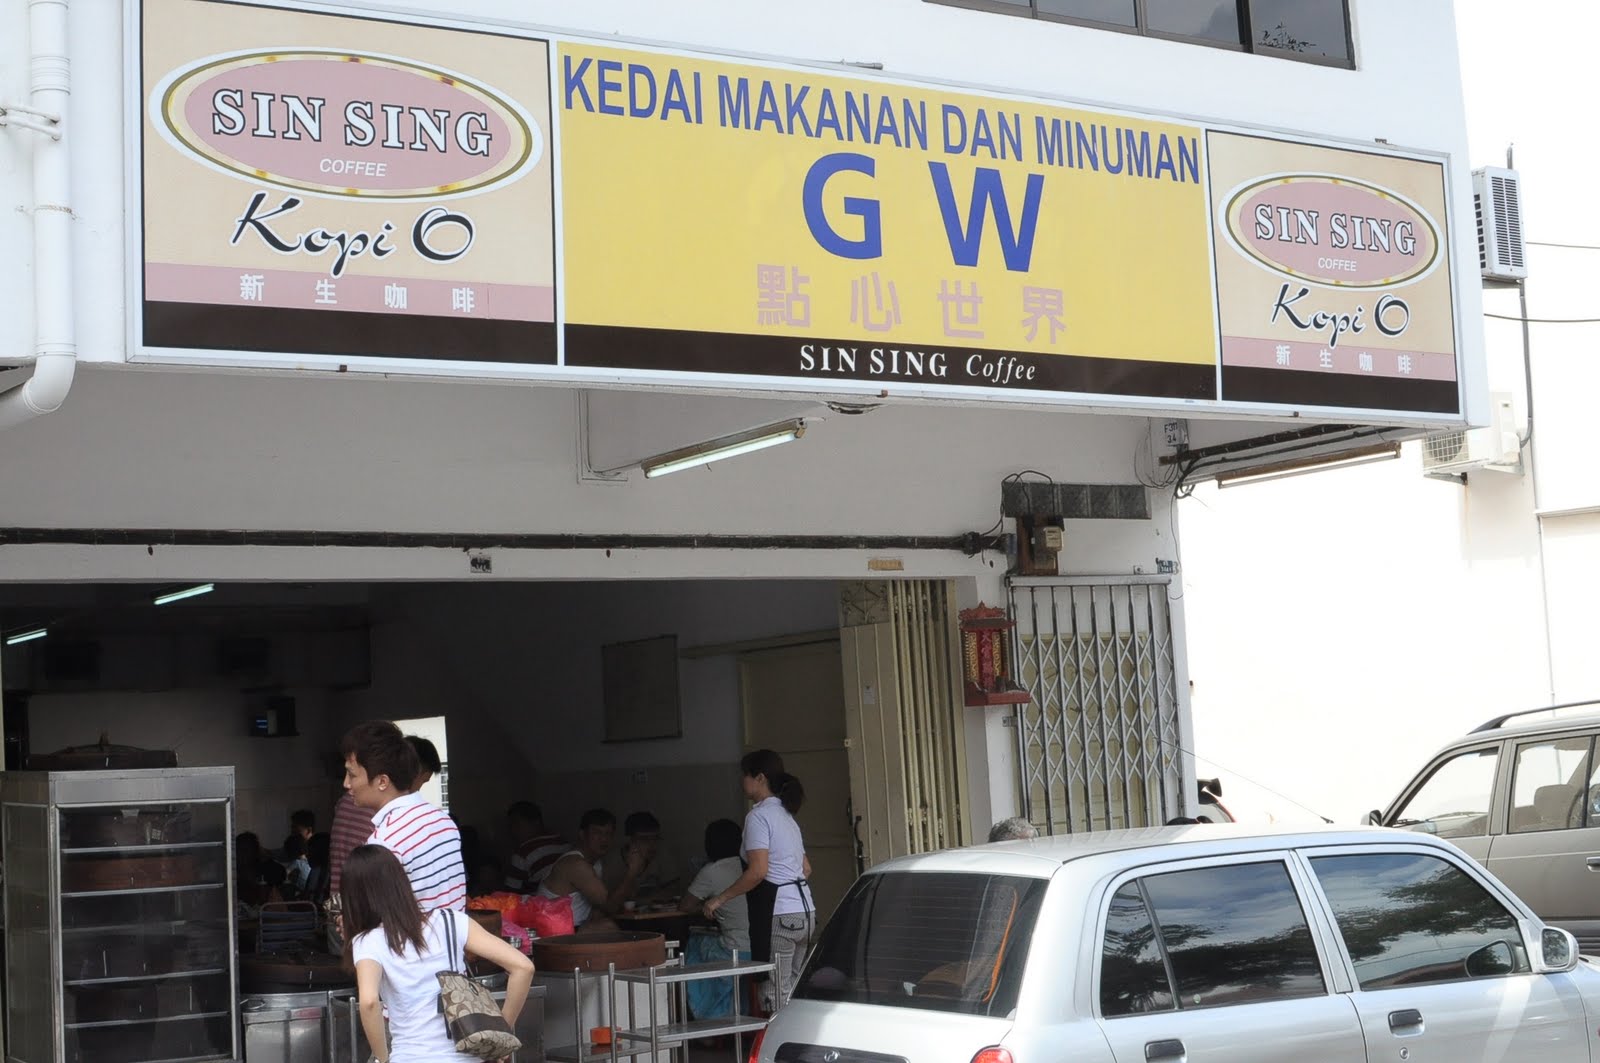 SIN SING
COFFEE
Kopi O
新生咖啡
KEDAI MAKANAN DAN MINUMAN
G W
點心世界
SIN SING Coffee
SIN SING
COFFEE
Kopi O
新生咖啡